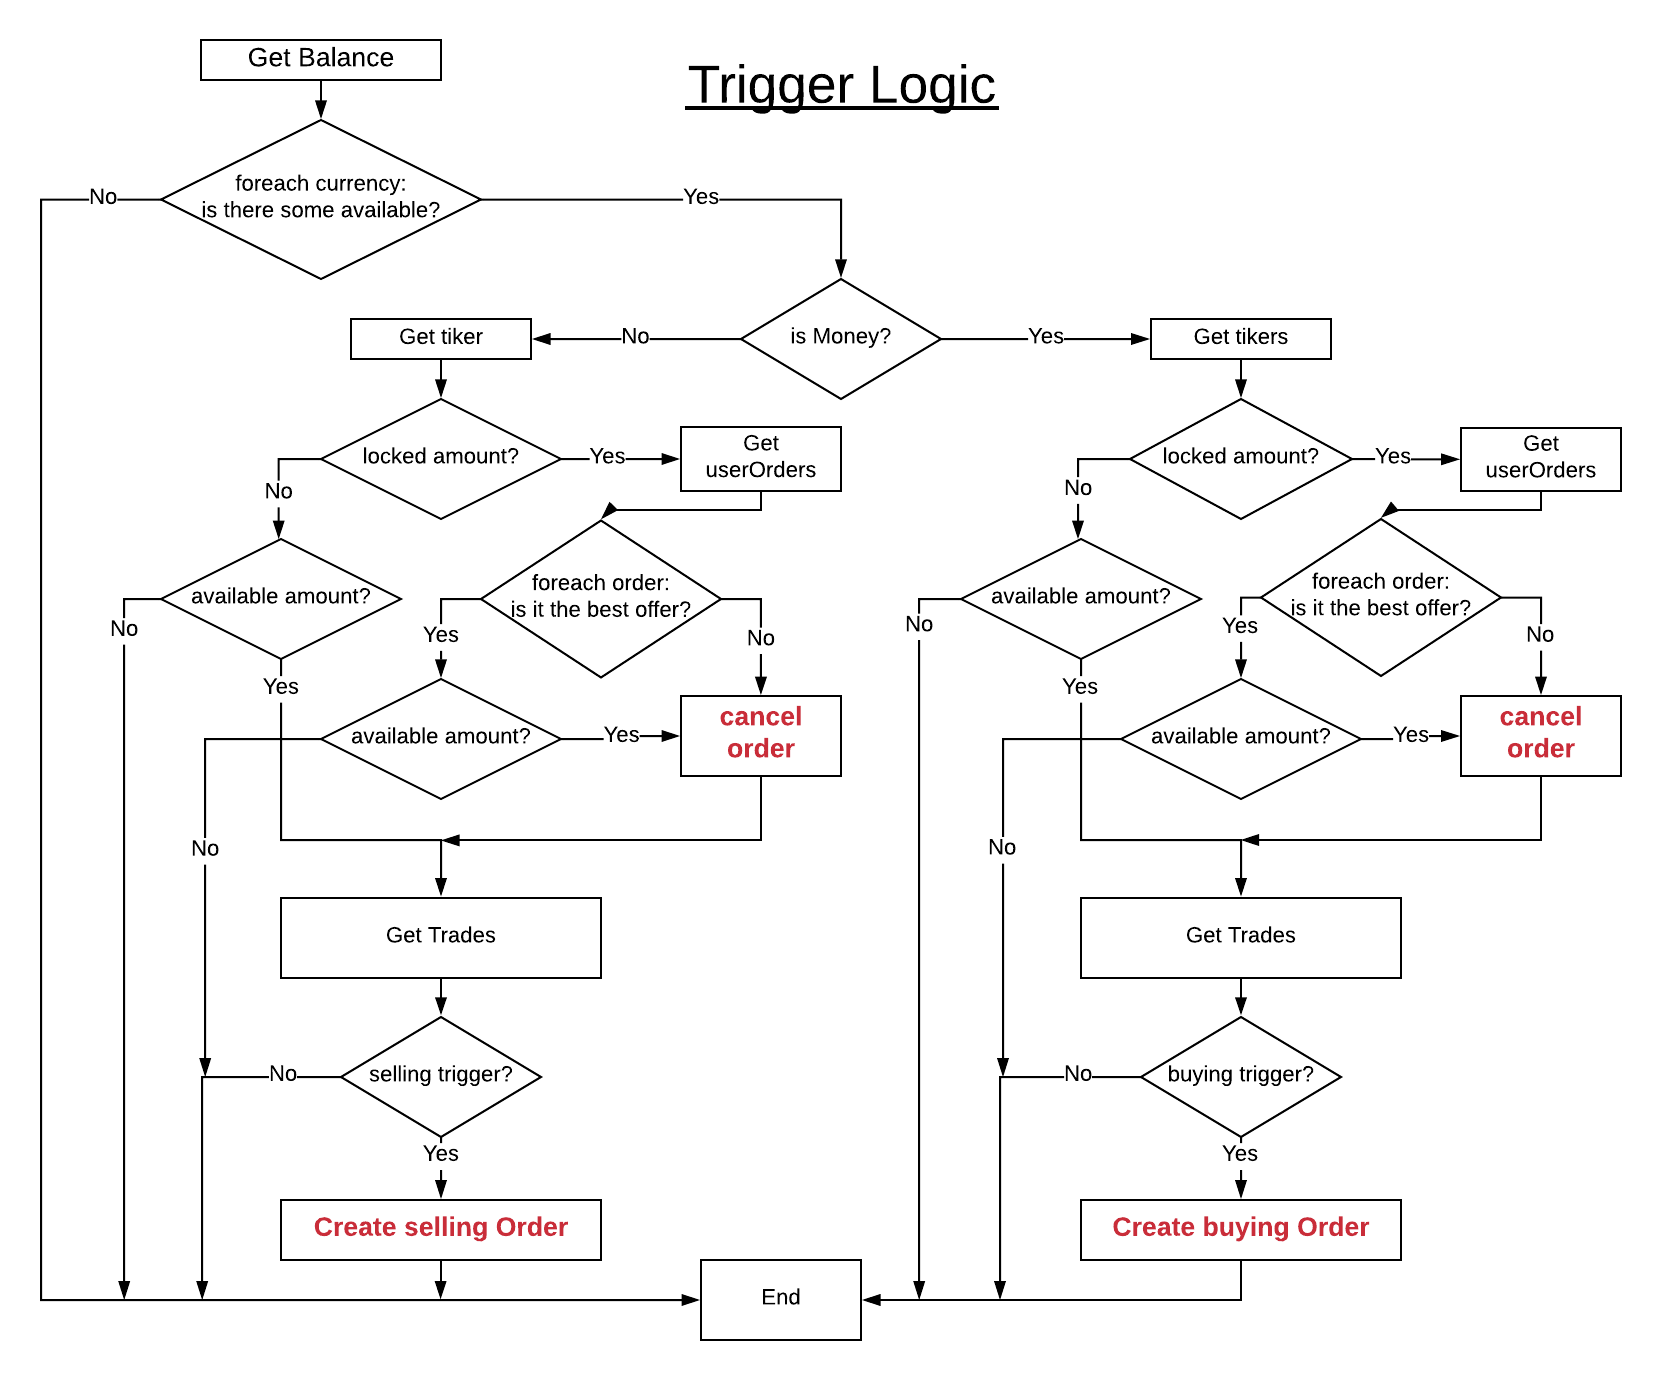 Get Balance
Trigger Logic
foreach currency:
is there some available?
No
Yes
Get tiker
No
is Money?
Yes
Get tikers
locked amount?
Yes
Get
userOrders
No
locked amount?
Yes
Get
userOrders
No
available amount?
No
Yes
foreach order:
is it the best offer?
Yes
No
available amount?
No
Yes
foreach order:
is it the best offer?
Yes
No
available amount?
Yes
cancel
order
No
available amount?
Yes
cancel
order
No
Get Trades
Get Trades
selling trigger?
No
Yes
buying trigger?
No
Yes
Create selling Order
Create buying Order
End